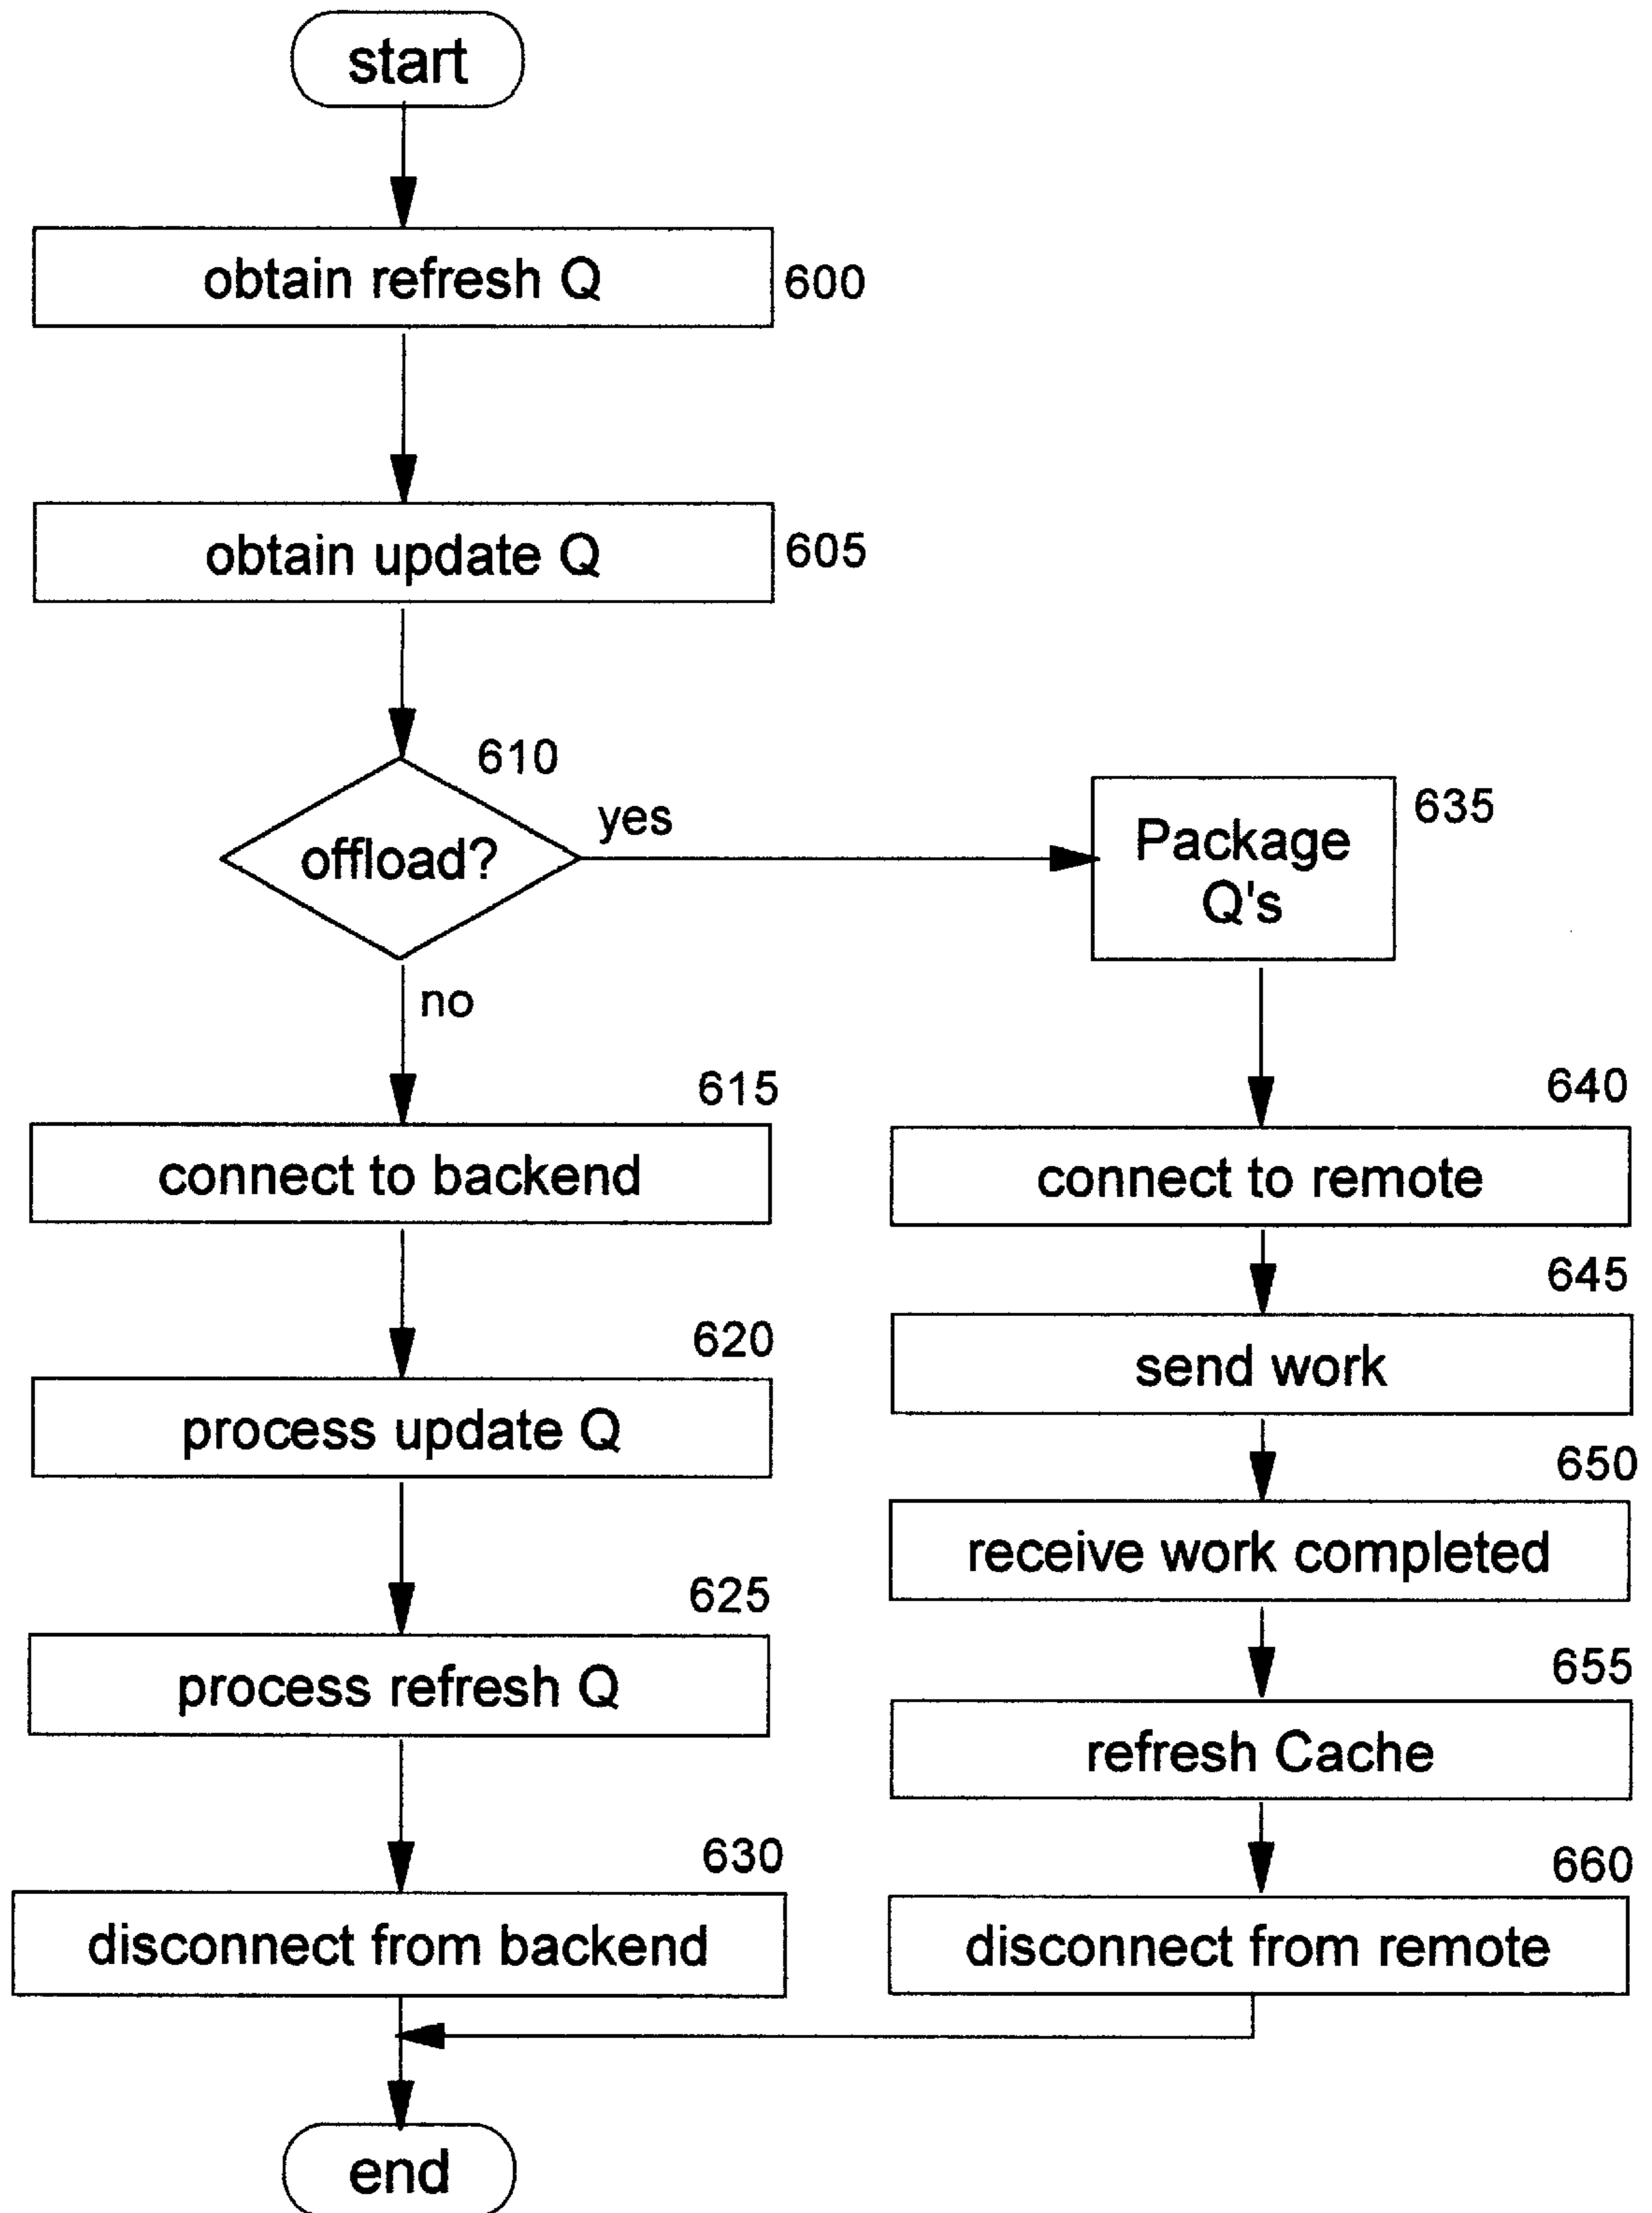 start
obtain refresh Q
600
obtain update Q
605
610
offload?
yes
no
Package
Q's
635
615
connect to backend
620
process update Q
625
process refresh Q
630
disconnect from backend
640
connect to remote
645
send work
650
receive work completed
655
refresh Cache
660
disconnect from remote
end